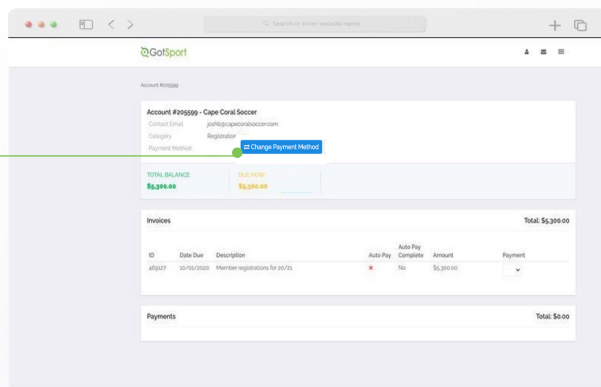 Search or enter website name
GotSport
Account #205599
Account #205599 - Cape Coral Soccer
Contact Email joshb@capecoralsoccer.com
Category Registration
Payment Method: Change Payment Method
TOTAL BALANCE DUE NOW
$5,300.00 $5,300.00
Invoices Total: $5,300.00
ID Date Due Description Auto Pay Auto Pay Complete Amount Payment
469127 10/01/2020 Member registrations for 20/21 No $5,300.00
Payments Total: $0.00